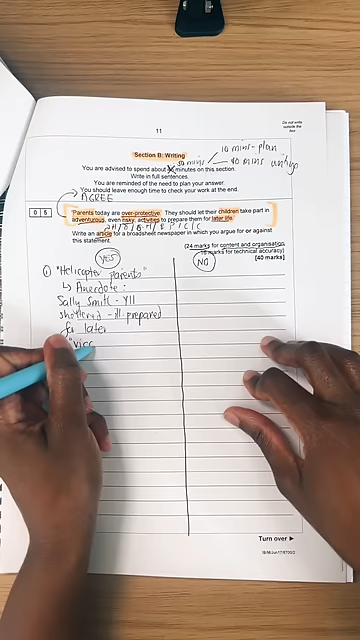 11
Do not write
outside the
box
Section B: Writing
You are advised to spend about minutes on this section.
50 mins
10 mins - plan
40 mins writing
Write in full sentences.
You are reminded of the need to plan your answer.
You should leave enough time to check your work at the end.
AGREE
0 5
'Parents today are over-protective. They should let their children take part in
adventurous, even risky, activities to prepare them for later life.'
Write an article for a broadsheet newspaper in which you argue for or against
this statement.
(24 marks for content and organisation
16 marks for technical accuracy)
[40 marks]
YES
NO
① "Helicopter parents"
↳ Anecdote:
Sally Smith - Y11
sheltered - ill-prepared
for later
Turn over ►
IB/M/Jun17/8700/2